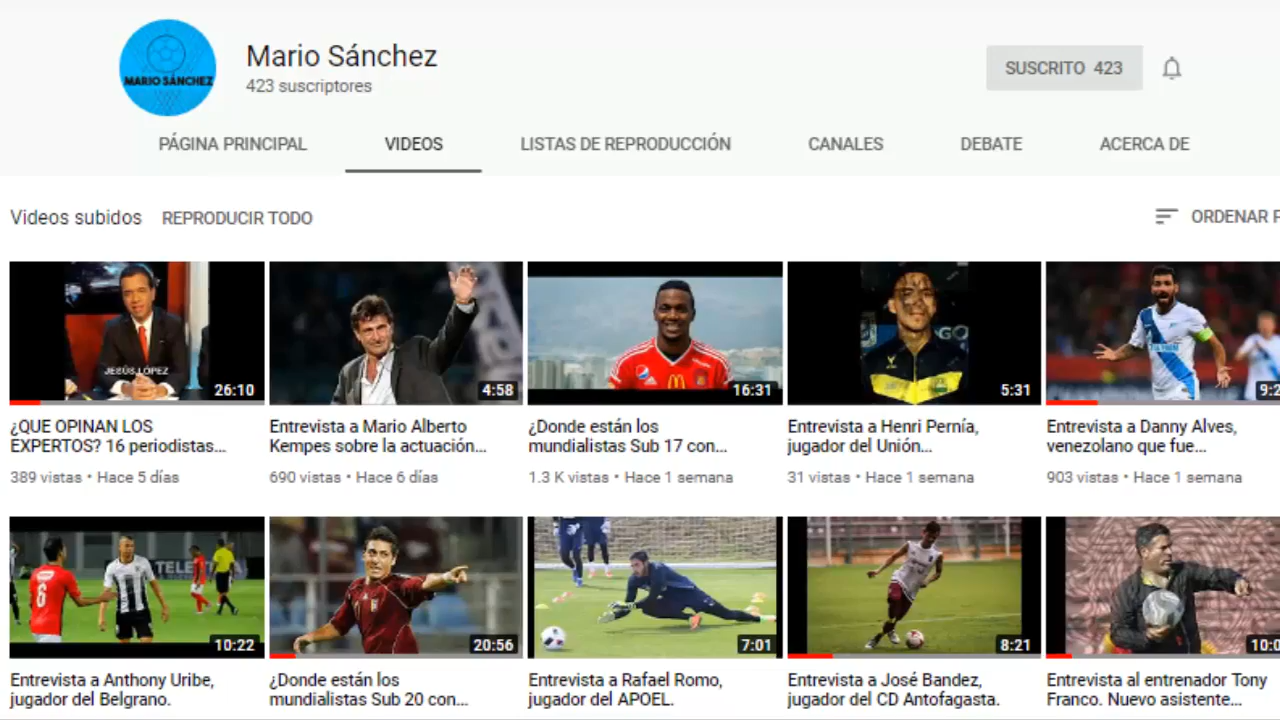 MARIO SÁNCHEZ
Mario Sánchez
423 suscriptores
SUSCRITO 423
PÁGINA PRINCIPAL VIDEOS LISTAS DE REPRODUCCIÓN CANALES DEBATE ACERCA DE
Videos subidos REPRODUCIR TODO
ORDENAR
JESÚS LÓPEZ
26:10
4:58
16:31
5:31
9:2
¿QUE OPINAN LOS
EXPERTOS? 16 periodistas...
389 vistas • Hace 5 días
Entrevista a Mario Alberto
Kempes sobre la actuación...
690 vistas • Hace 6 días
¿Donde están los
mundialistas Sub 17 con...
1.3 K vistas • Hace 1 semana
Entrevista a Henri Pernía,
jugador del Unión...
31 vistas • Hace 1 semana
Entrevista a Danny Alves,
venezolano que fue...
903 vistas • Hace 1 semana
6
10:22
20:56
7:01
8:21
10:0
Entrevista a Anthony Uribe,
jugador del Belgrano.
¿Donde están los
mundialistas Sub 20 con...
Entrevista a Rafael Romo,
jugador del APOEL.
Entrevista a José Bandez,
jugador del CD Antofagasta.
Entrevista al entrenador Tony
Franco. Nuevo asistente...